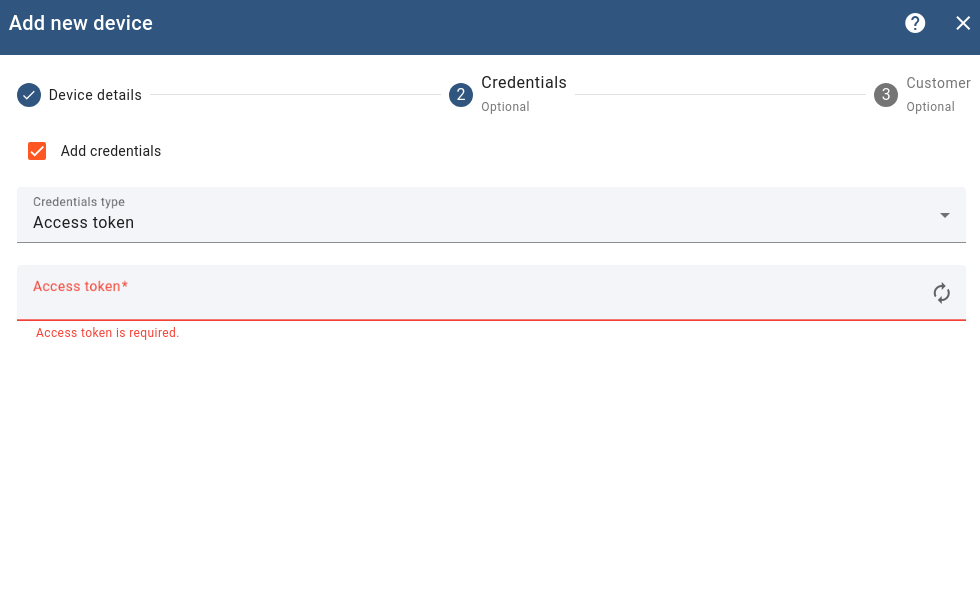 Add new device
Device details
2
Credentials
Optional
3
Customer
Optional
Add credentials
Credentials type
Access token
Access token*
Access token is required.